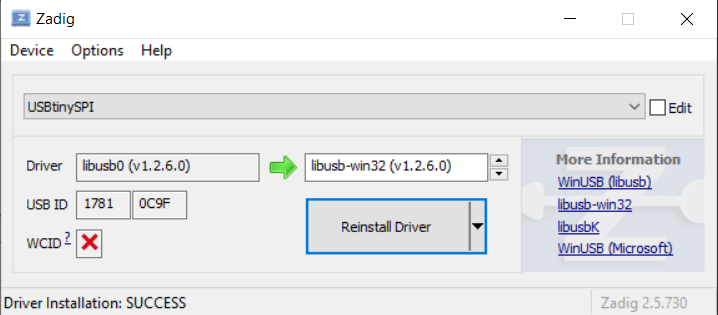 Zadig
Device Options Help
USBtinySPI Edit
Driver libusb0 (v1.2.6.0) libusb-win32 (v1.2.6.0)
USB ID 1781 0C9F
WCID ?
Reinstall Driver
More Information
WinUSB (libusb)
libusb-win32
libusbK
WinUSB (Microsoft)
Driver Installation: SUCCESS Zadig 2.5.730